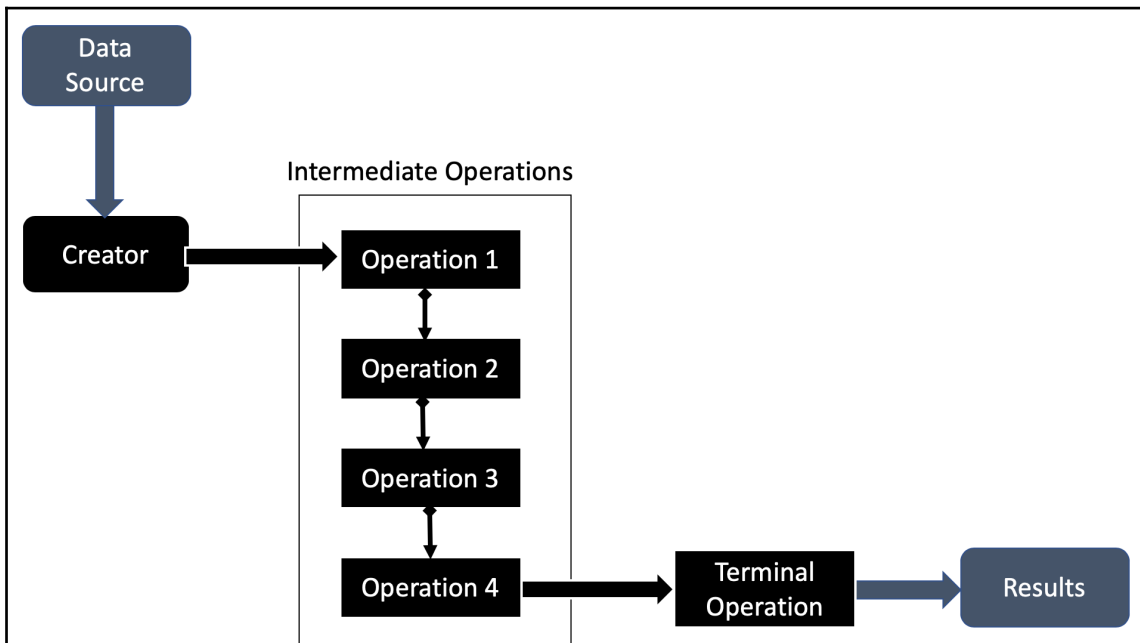 Data
Source
Intermediate Operations
Creator
Operation 1
Operation 2
Operation 3
Operation 4
Terminal
Operation
Results